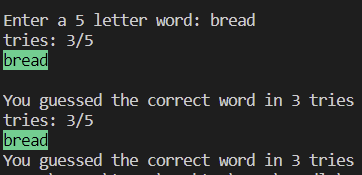 Enter a 5 letter word: bread
tries: 3/5
bread
You guessed the correct word in 3 tries
tries: 3/5
bread
You guessed the correct word in 3 tries